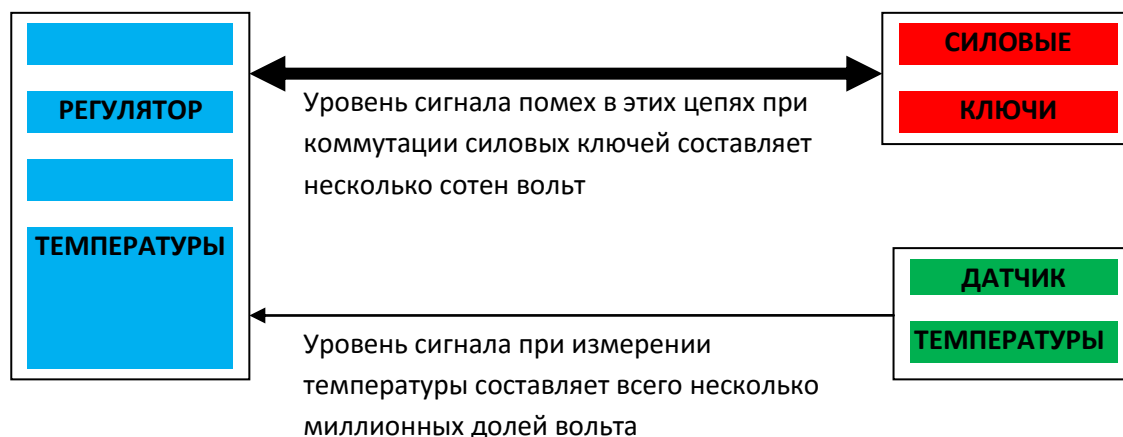 РЕГУЛЯТОР
ТЕМПЕРАТУРЫ
СИЛОВЫЕ
КЛЮЧИ
Уровень сигнала помех в этих цепях при
коммутации силовых ключей составляет
несколько сотен вольт
ДАТЧИК
ТЕМПЕРАТУРЫ
Уровень сигнала при измерении
температуры составляет всего несколько
миллионных долей вольта